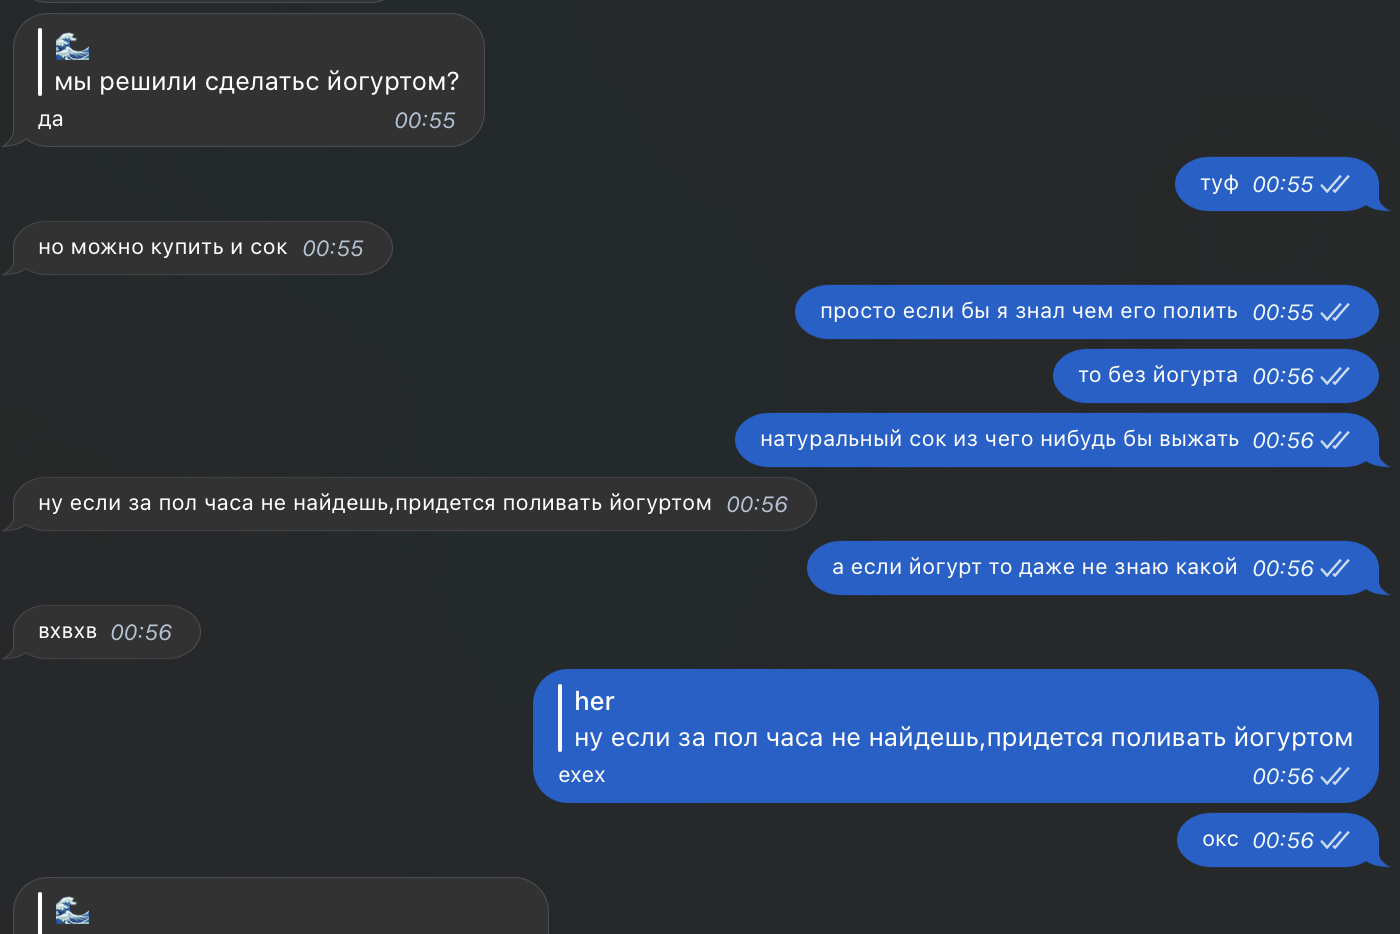 🌊
мы решили сделатьс йогуртом?
да 00:55
туф 00:55
но можно купить и сок 00:55
просто если бы я знал чем его полить 00:55
то без йогурта 00:56
натуральный сок из чего нибудь бы выжать 00:56
ну если за пол часа не найдешь,придется поливать йогуртом 00:56
а если йогурт то даже не знаю какой 00:56
вхвхв 00:56
her
ну если за пол часа не найдешь,придется поливать йогуртом
ехех 00:56
окс 00:56
🌊